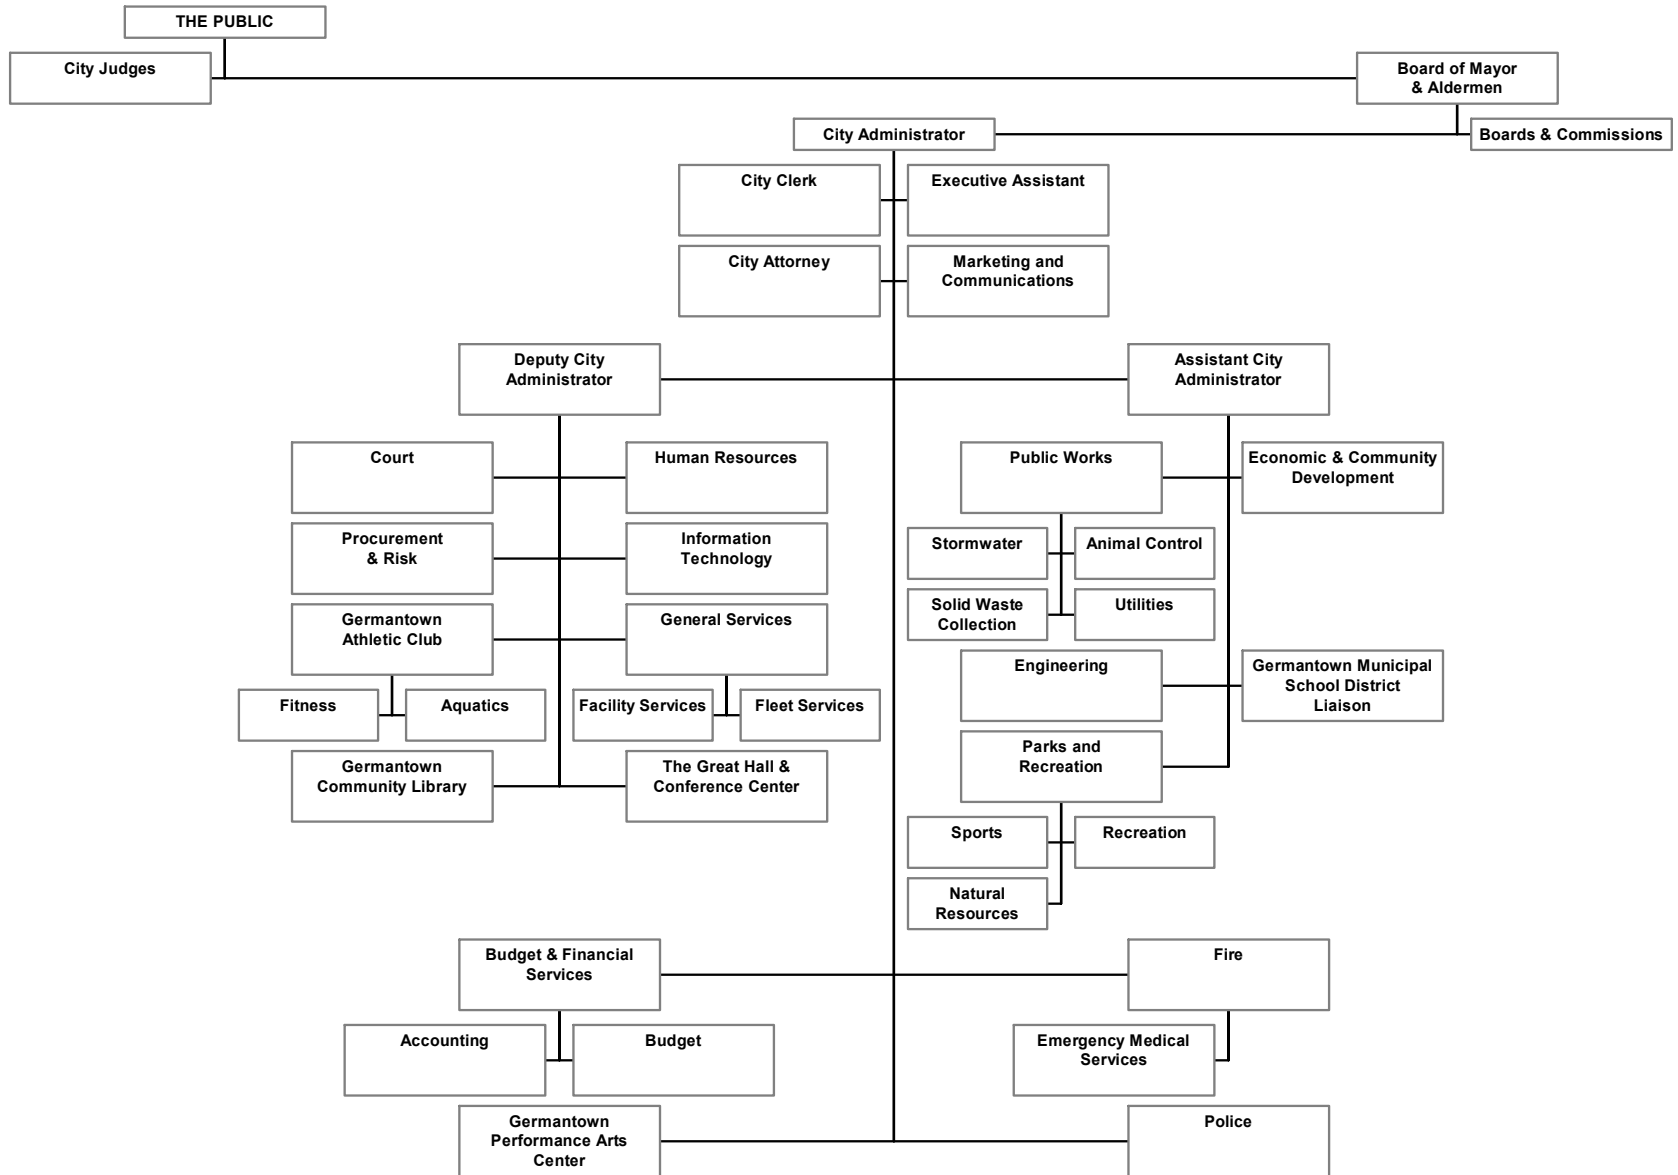 THE PUBLIC
City Judges
Board of Mayor
& Aldermen
City Administrator
Boards & Commissions
City Clerk
Executive Assistant
City Attorney
Marketing and
Communications
Deputy City
Administrator
Assistant City
Administrator
Court
Human Resources
Public Works
Economic & Community
Development
Procurement
& Risk
Information
Technology
Stormwater
Animal Control
Solid Waste
Collection
Utilities
Germantown
Athletic Club
General Services
Engineering
Germantown Municipal
School District
Liaison
Fitness
Aquatics
Facility Services
Fleet Services
Parks and
Recreation
Germantown
Community Library
The Great Hall &
Conference Center
Sports
Recreation
Natural
Resources
Budget & Financial
Services
Fire
Accounting
Budget
Emergency Medical
Services
Germantown
Performance Arts
Center
Police